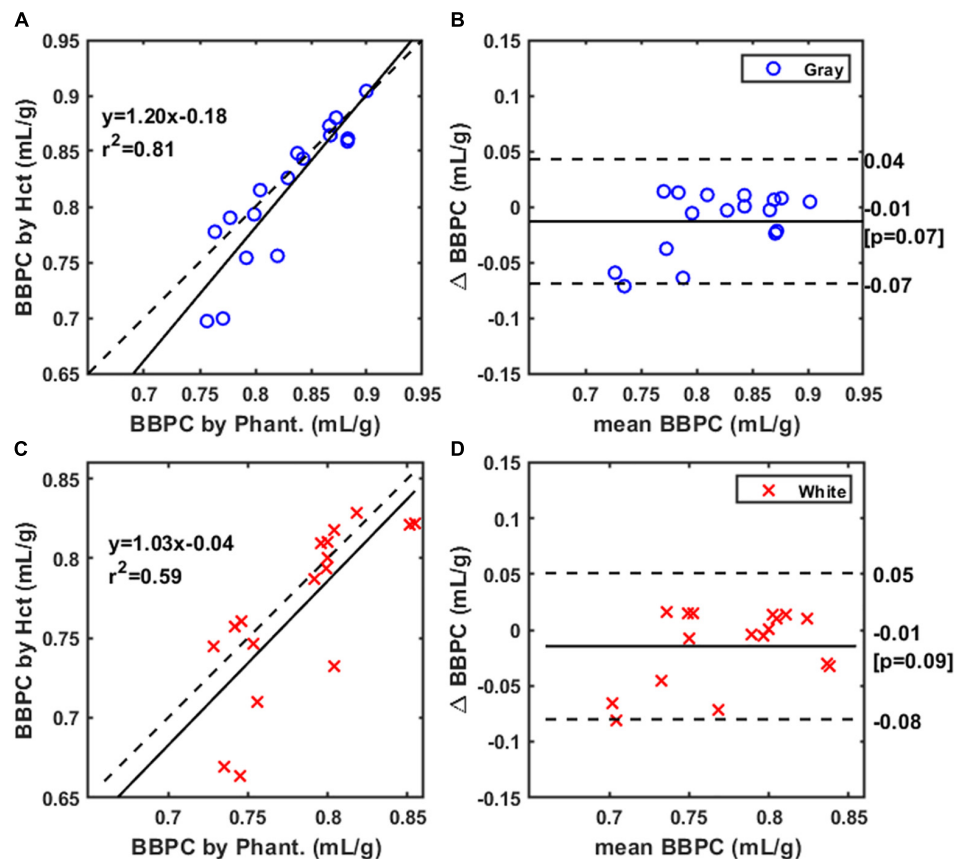 A
BBPC by Hct (mL/g)
0.95
0.9
0.85
0.8
0.75
0.7
0.65
y=1.20x-0.18
r²=0.81
0.7 0.75 0.8 0.85 0.9 0.95
BBPC by Phant. (mL/g)
B
△ BBPC (mL/g)
0.15
0.1
0.05
0
-0.05
-0.1
-0.15
Gray
0.04
-0.01
[p=0.07]
-0.07
0.7 0.75 0.8 0.85 0.9 0.95
mean BBPC (mL/g)
C
BBPC by Hct (mL/g)
0.85
0.8
0.75
0.7
0.65
y=1.03x-0.04
r²=0.59
0.7 0.75 0.8 0.85
BBPC by Phant. (mL/g)
D
△ BBPC (mL/g)
0.15
0.1
0.05
0
-0.05
-0.1
-0.15
White
0.05
-0.01
[p=0.09]
-0.08
0.7 0.75 0.8 0.85
mean BBPC (mL/g)